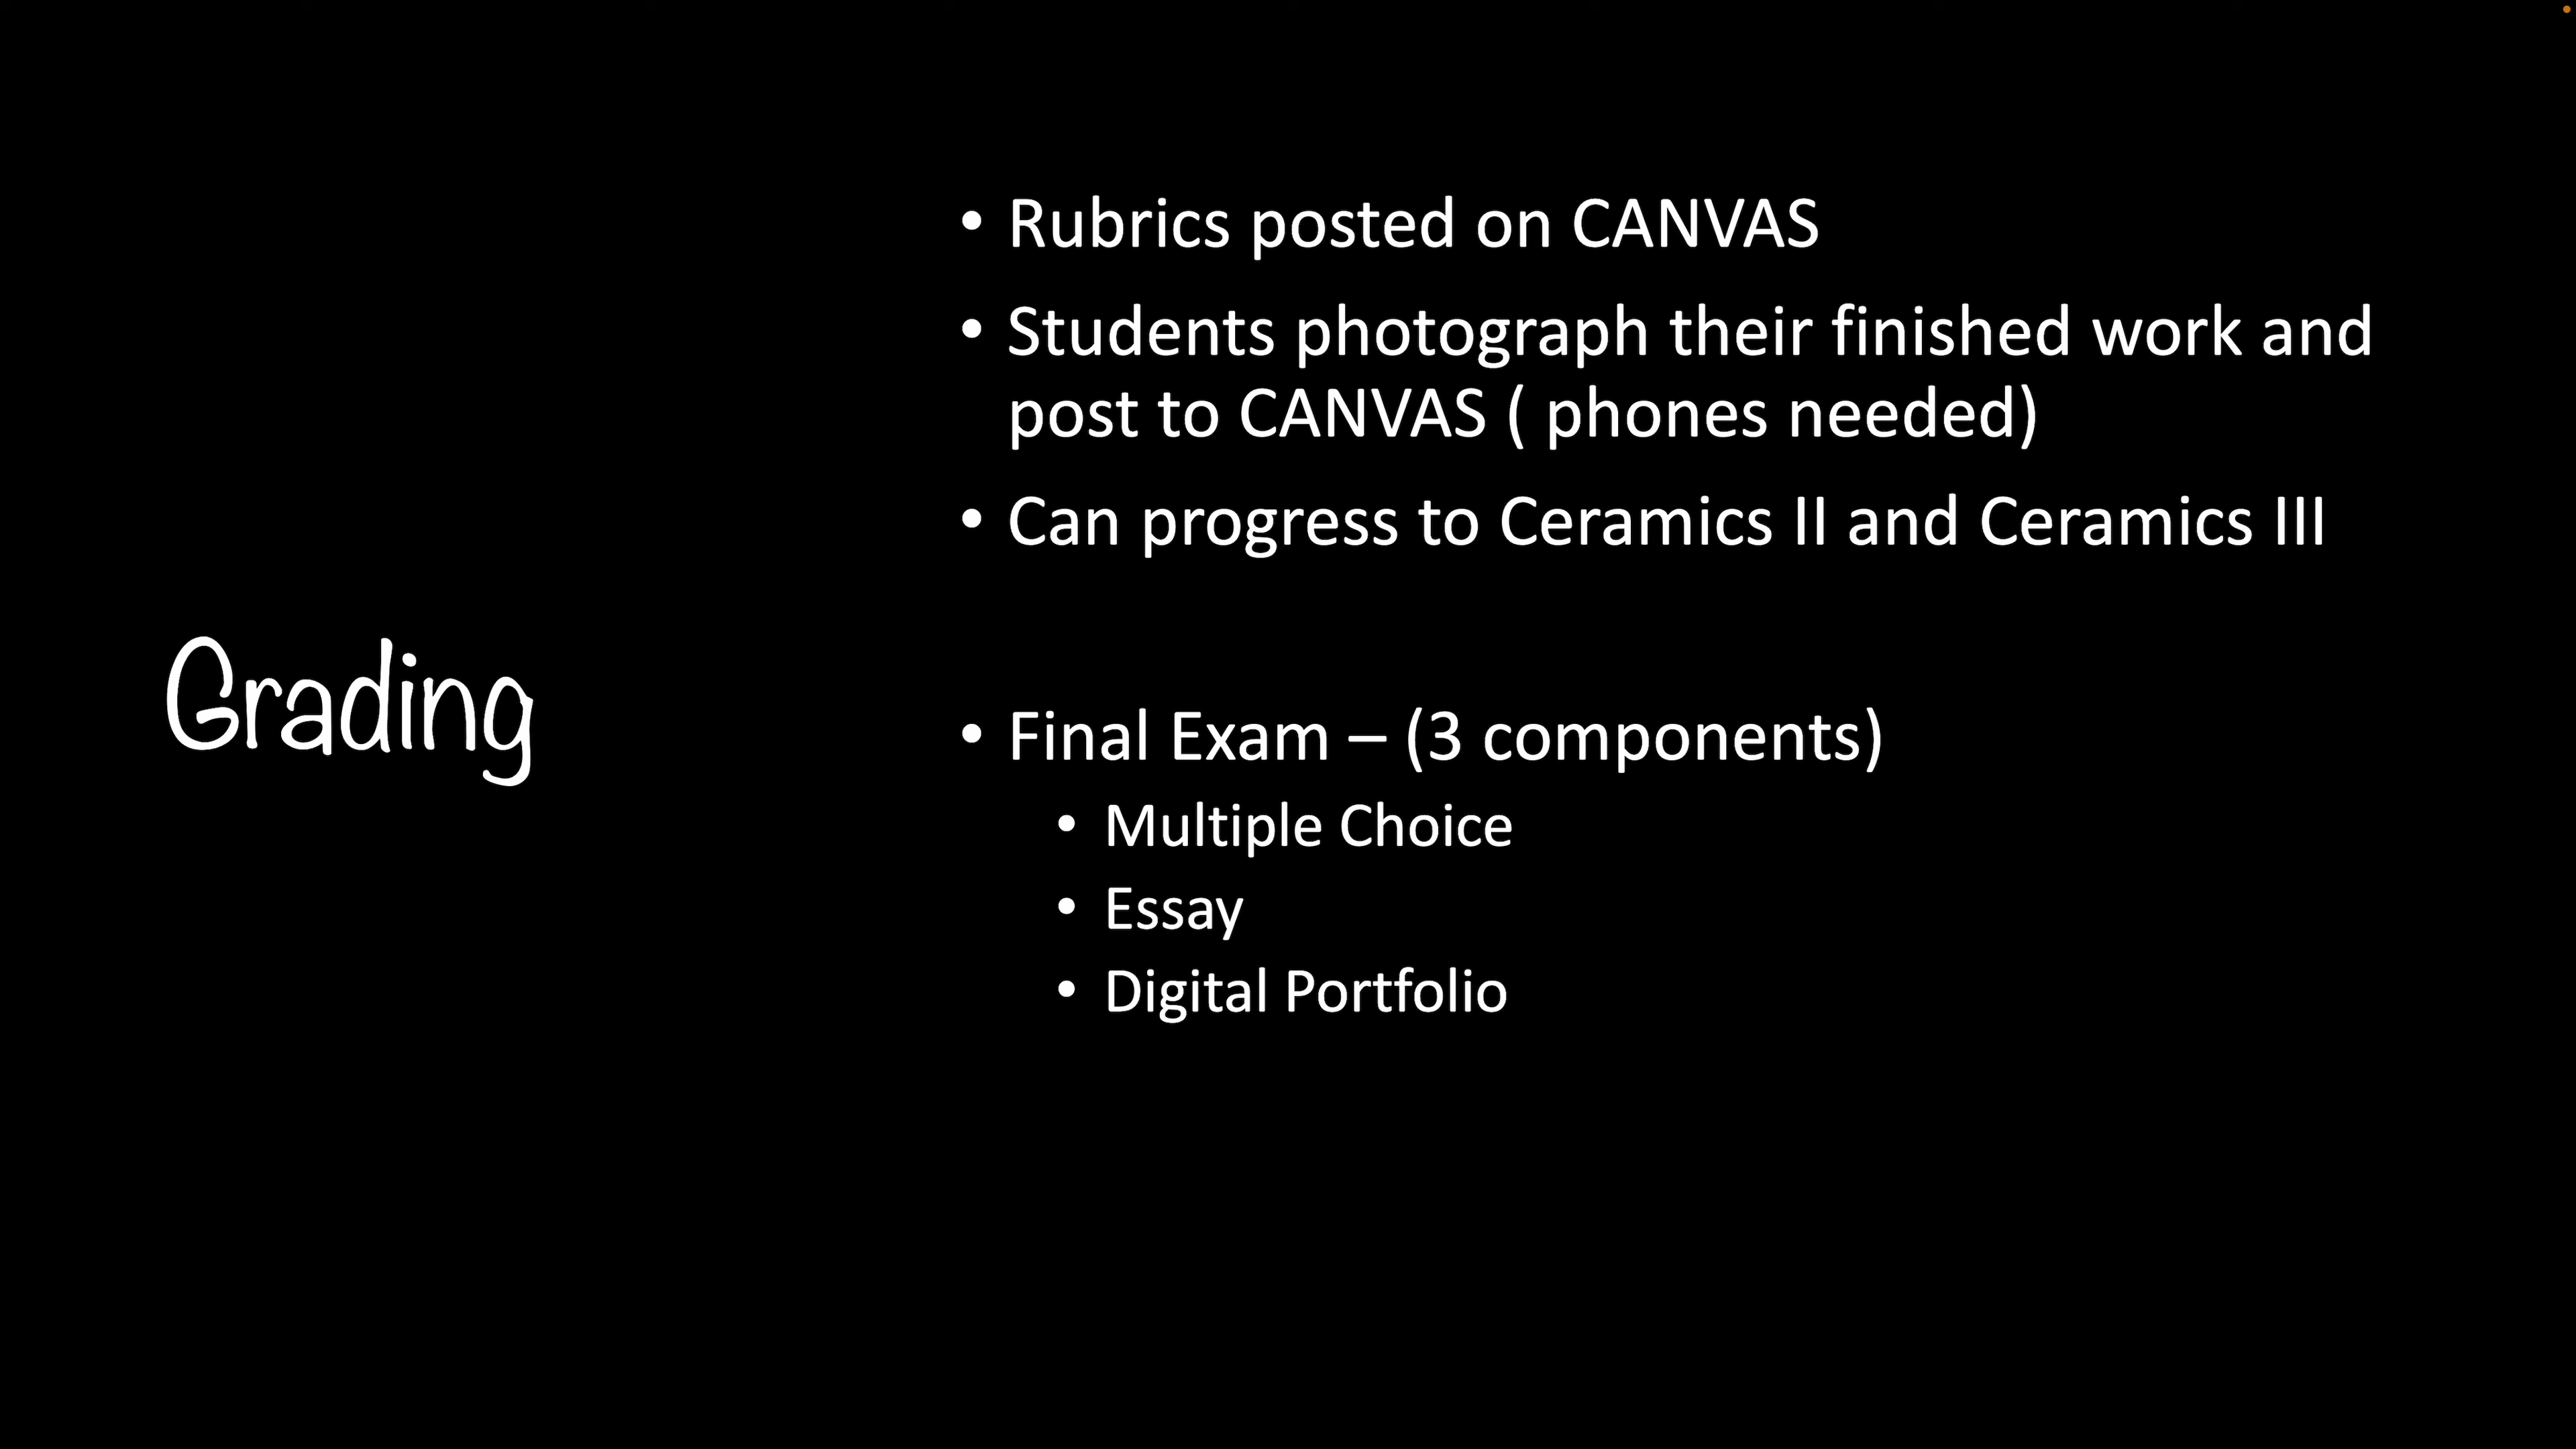 Grading
• Rubrics posted on CANVAS
• Students photograph their finished work and
post to CANVAS ( phones needed)
• Can progress to Ceramics II and Ceramics III
• Final Exam – (3 components)
• Multiple Choice
• Essay
• Digital Portfolio